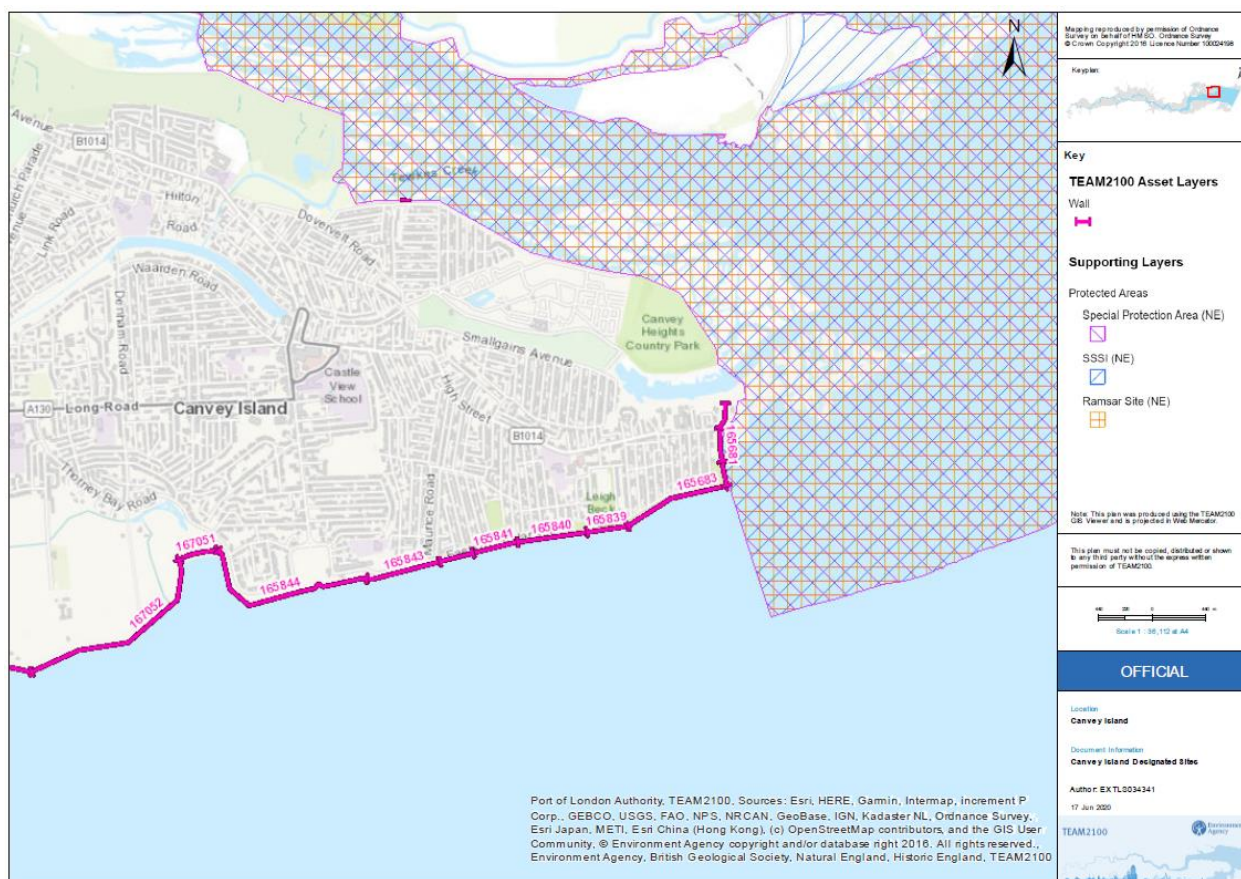 Avenue
B1014
Church Parade
Avenue
Link Road
Hilton
Road
Tewkes Creek
Dovervelt Road
Waarden Road
Denham Road
Canvey
Heights
Country Park
Smallgains Avenue
Castle
View
School
High Street
A130
Long-Road
Canvey Island
B1014
Thorney Bay Road
Maurice Road
Leigh
Beck
165681
165683
165839
165840
165841
165843
165844
167051
167052
N
Port of London Authority, TEAM2100, Sources: Esri, HERE, Garmin, Intermap, increment P
Corp., GEBCO, USGS, FAO, NPS, NRCAN, GeoBase, IGN, Kadaster NL, Ordnance Survey,
Esri Japan, METI, Esri China (Hong Kong), (c) OpenStreetMap contributors, and the GIS User
Community, © Environment Agency copyright and/or database right 2016. All rights reserved.,
Environment Agency, British Geological Society, Natural England, Historic England, TEAM2100
Mapping reproduced by permission of Ordnance
Survey on behalf of HMSO. Ordnance Survey
© Crown Copyright 2016 Licence Number 100024198
Keyplan:
Key
TEAM2100 Asset Layers
Wall
Supporting Layers
Protected Areas
Special Protection Area (NE)
SSSI (NE)
Ramsar Site (NE)
Note: This plan was produced using the TEAM2100
GIS Viewer and is projected in Web Mercator.
This plan must not be copied, distributed or shown
to any third party without the express written
permission of TEAM2100.
0
m
at A4
OFFICIAL
Location
Canvey Island
Document Information
Canvey Island Designated Sites
Author: EXTL0034341
17 Jun 2020
TEAM2100
Environment
Agency